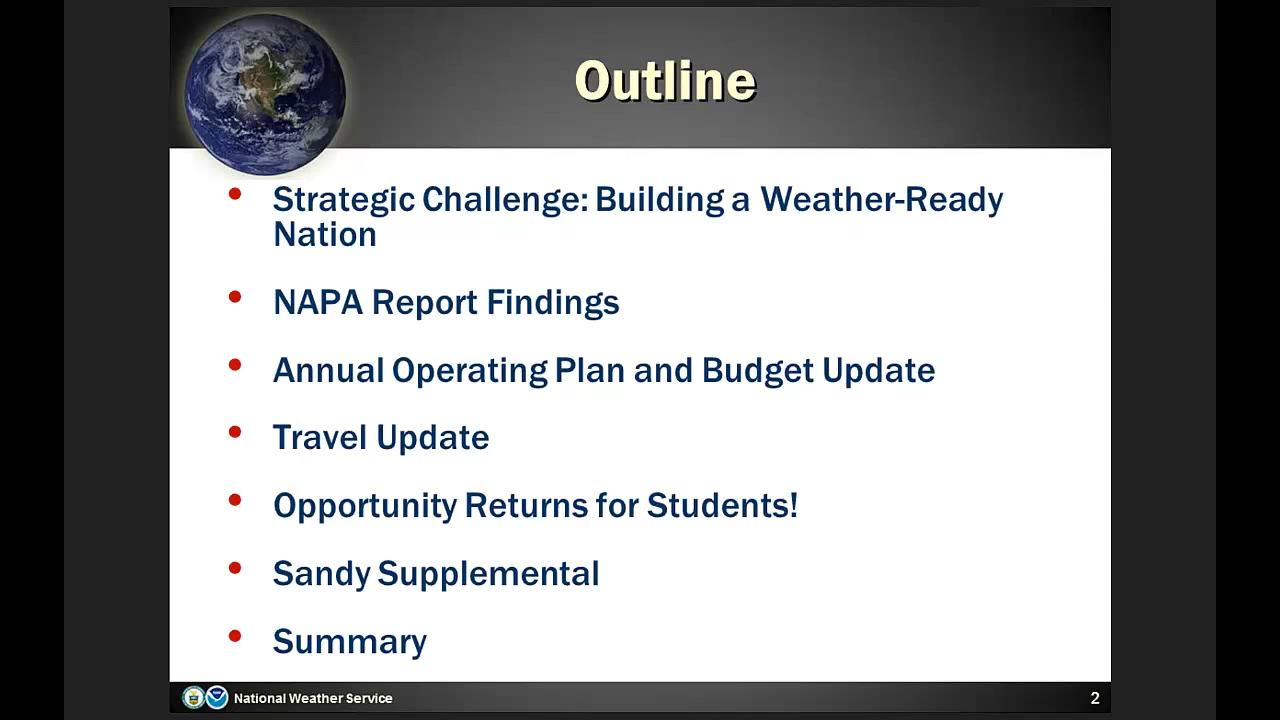 Outline
• Strategic Challenge: Building a Weather-Ready
Nation
• NAPA Report Findings
• Annual Operating Plan and Budget Update
• Travel Update
• Opportunity Returns for Students!
• Sandy Supplemental
• Summary
National Weather Service
2